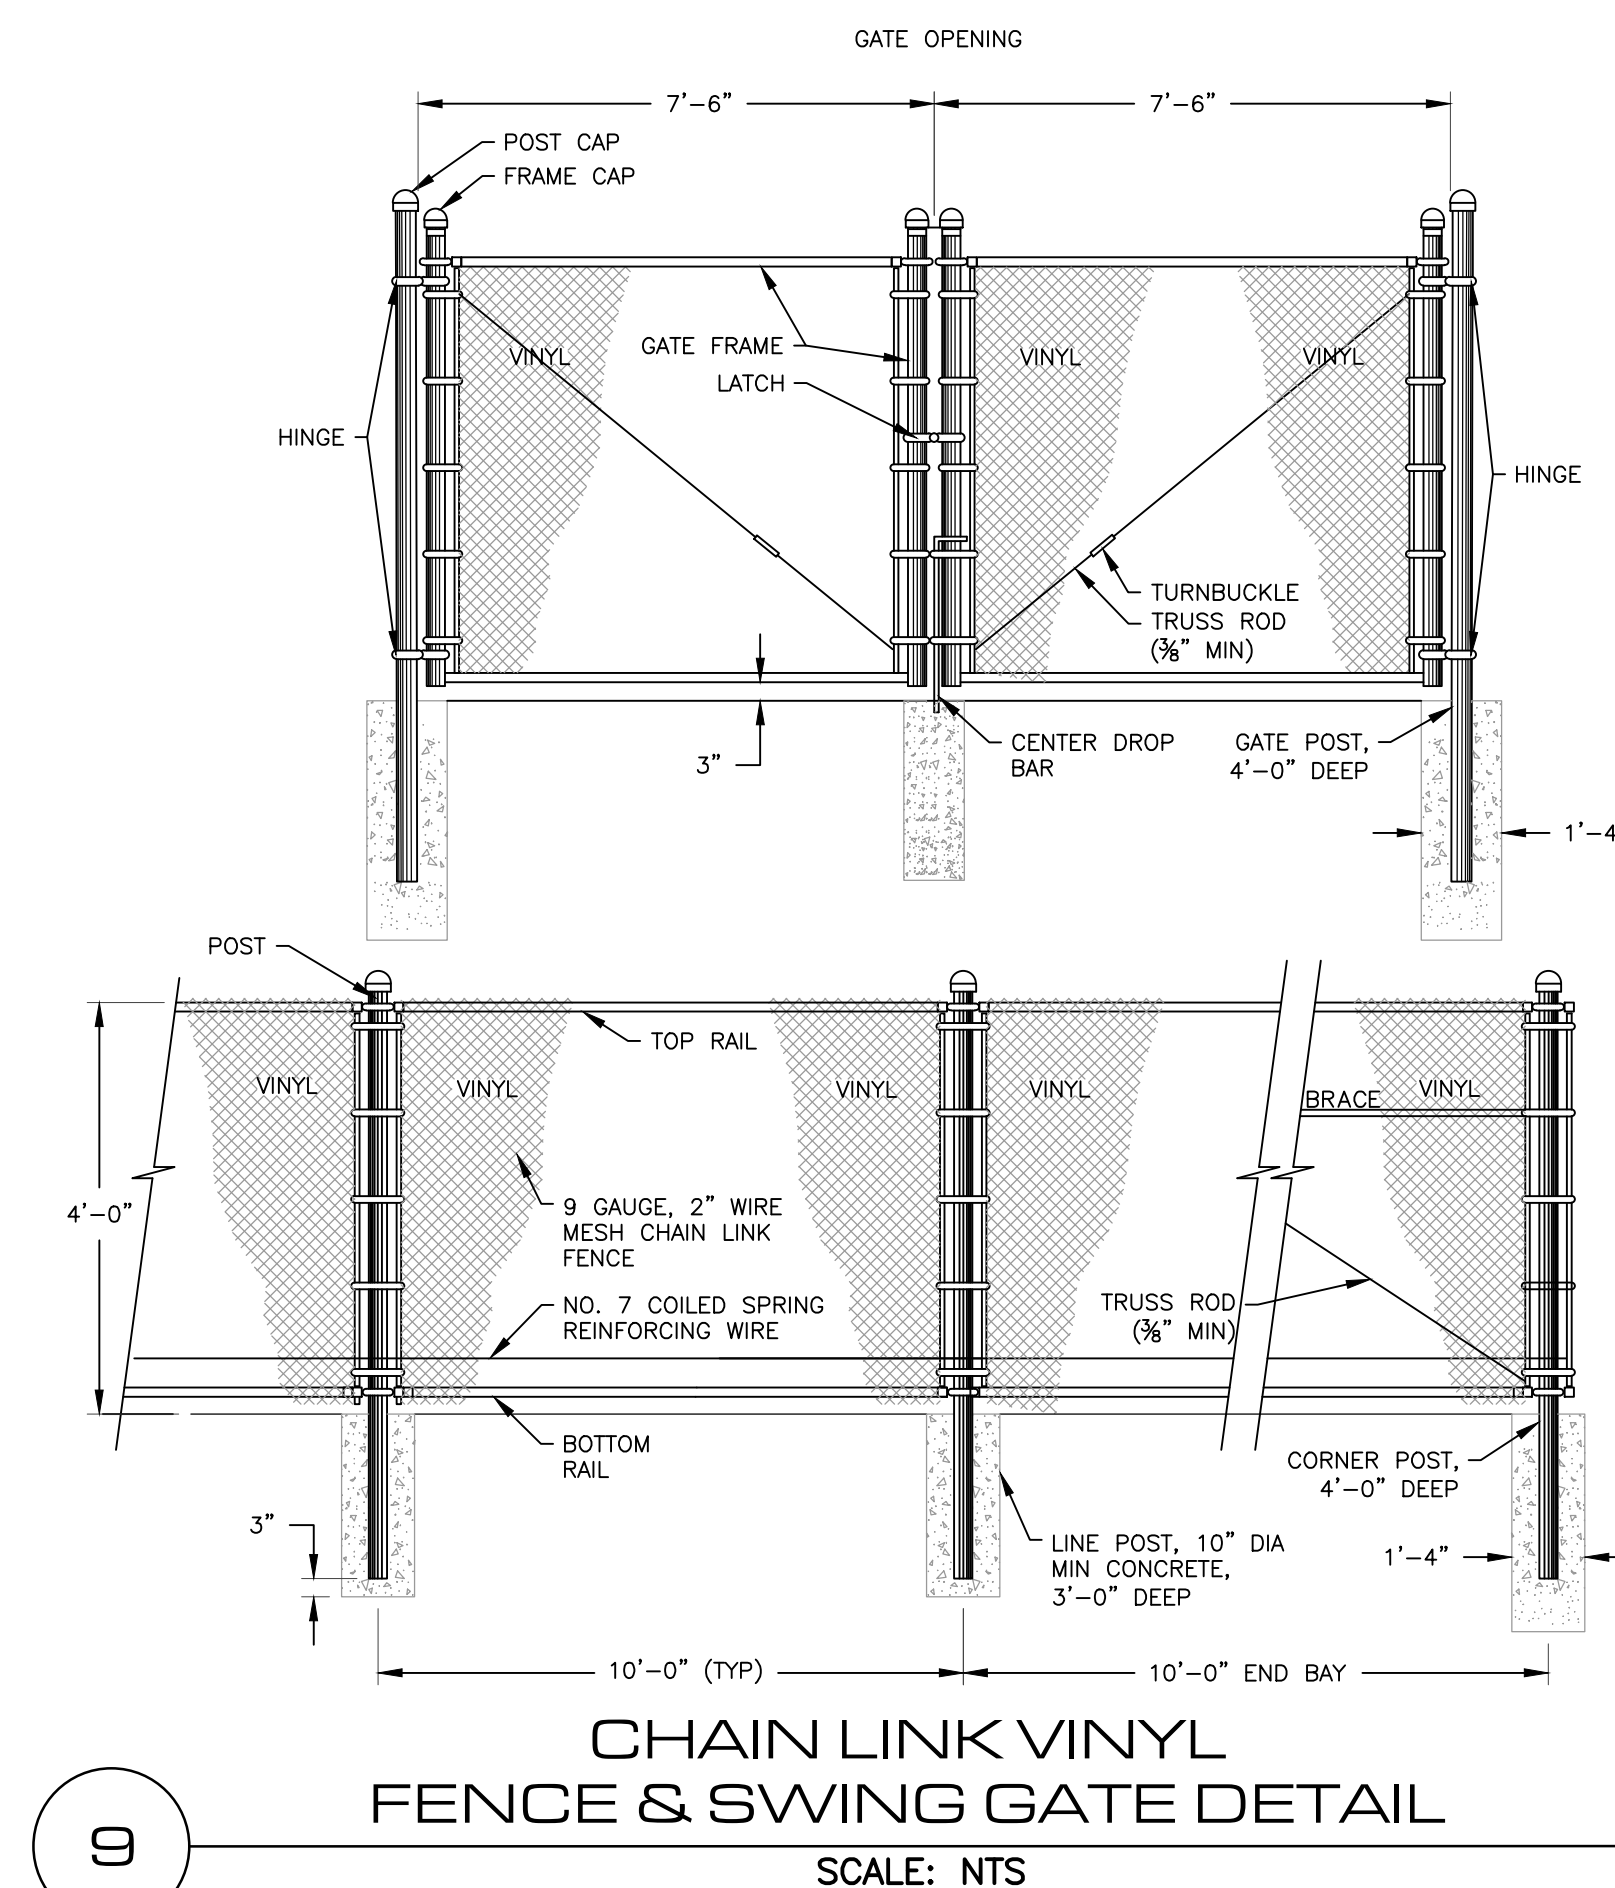 GATE OPENING
7'-6"
7'-6"
POST CAP
FRAME CAP
VINYL
GATE FRAME
VINYL
VINYL
LATCH
HINGE
HINGE
TURNBUCKLE
TRUSS ROD
(3/8" MIN)
3"
CENTER DROP
BAR
GATE POST,
4'-0" DEEP
1'-4
POST
TOP RAIL
VINYL
VINYL
VINYL
VINYL
BRACE
VINYL
4'-0"
9 GAUGE, 2" WIRE
MESH CHAIN LINK
FENCE
NO. 7 COILED SPRING
REINFORCING WIRE
TRUSS ROD
(3/8" MIN)
BOTTOM
RAIL
CORNER POST,
4'-0" DEEP
3"
LINE POST, 10" DIA
MIN CONCRETE,
3'-0" DEEP
1'-4"
10'-0" (TYP)
10'-0" END BAY
CHAIN LINK VINYL
FENCE & SWING GATE DETAIL
9
SCALE: NTS